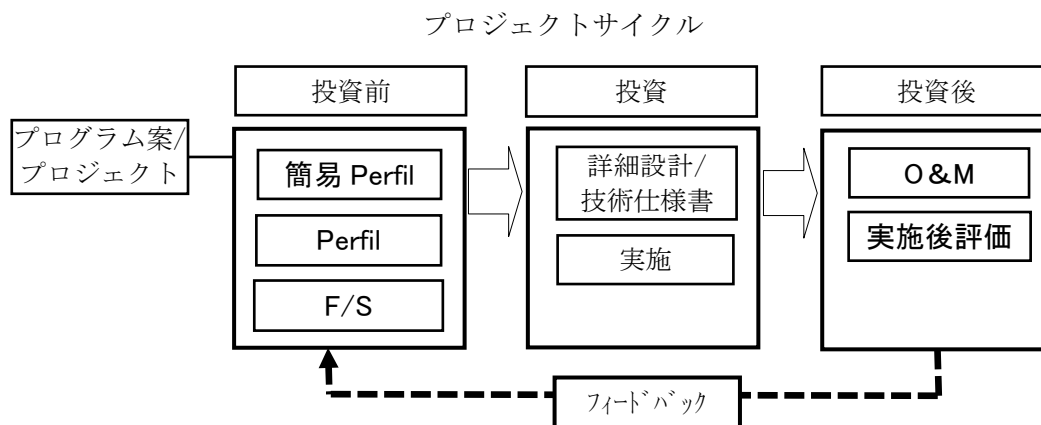 プロジェクトサイクル
投資前
投資
投資後
プログラム案/
プロジェクト
簡易 Perfil
Perfil
F/S
詳細設計/
技術仕様書
実施
O&M
実施後評価
フィードバック